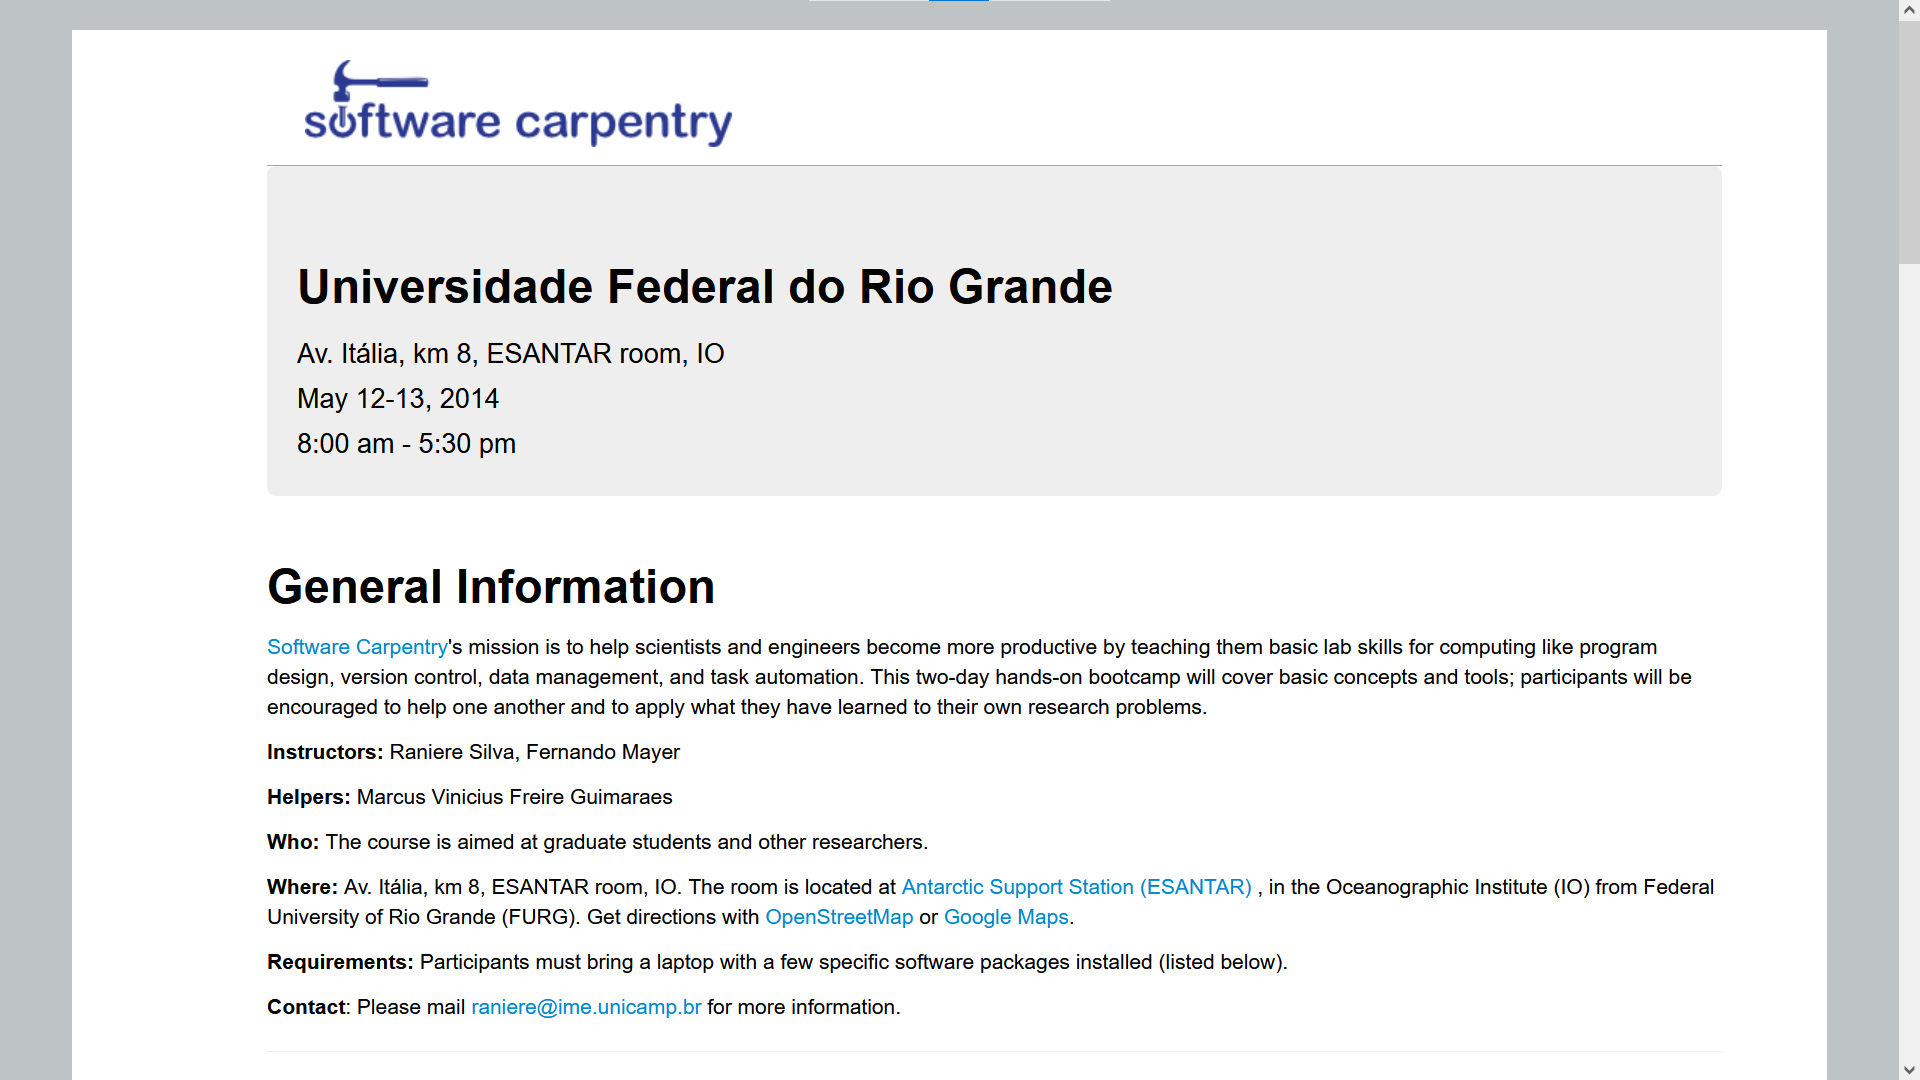 software carpentry
Universidade Federal do Rio Grande
Av. Itália, km 8, ESANTAR room, IO
May 12-13, 2014
8:00 am - 5:30 pm
General Information
Software Carpentry's mission is to help scientists and engineers become more productive by teaching them basic lab skills for computing like program
design, version control, data management, and task automation. This two-day hands-on bootcamp will cover basic concepts and tools; participants will be
encouraged to help one another and to apply what they have learned to their own research problems.
Instructors: Raniere Silva, Fernando Mayer
Helpers: Marcus Vinicius Freire Guimaraes
Who: The course is aimed at graduate students and other researchers.
Where: Av. Itália, km 8, ESANTAR room, IO. The room is located at Antarctic Support Station (ESANTAR) , in the Oceanographic Institute (IO) from Federal
University of Rio Grande (FURG). Get directions with OpenStreetMap or Google Maps.
Requirements: Participants must bring a laptop with a few specific software packages installed (listed below).
Contact: Please mail raniere@ime.unicamp.br for more information.